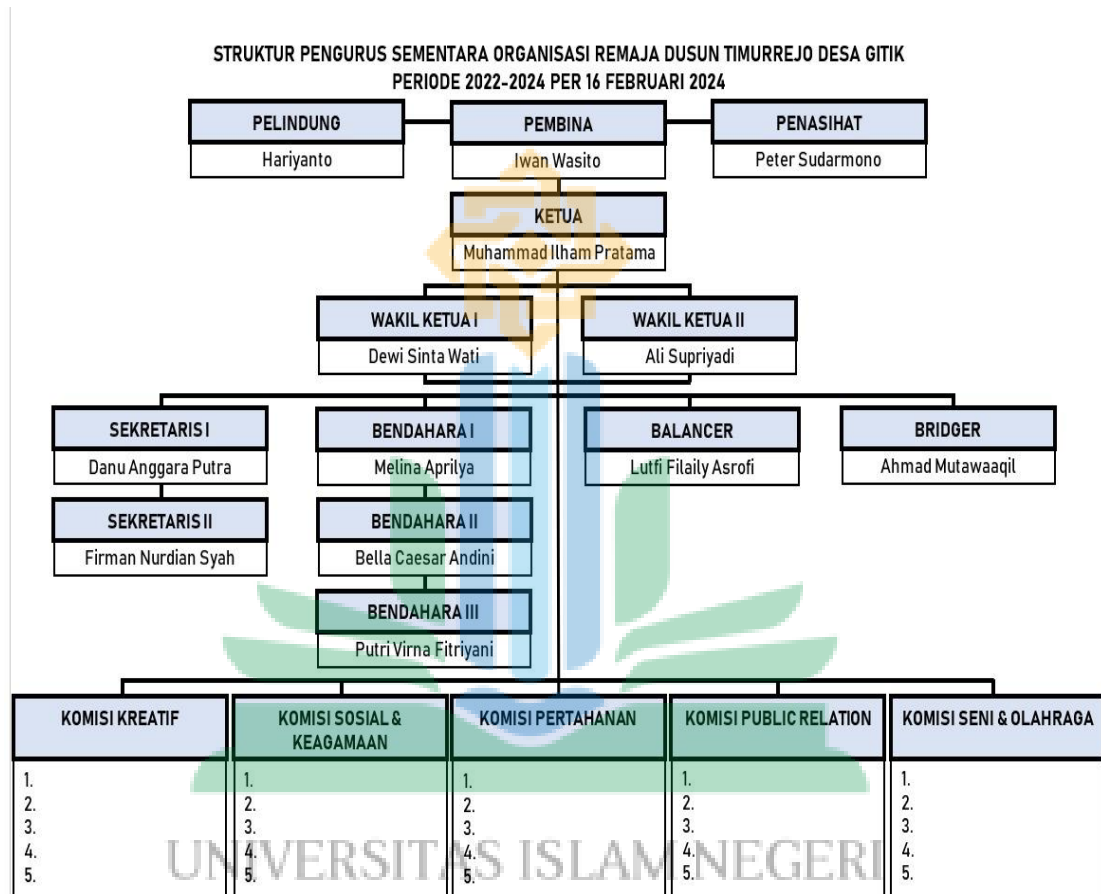 STRUKTUR PENGURUS SEMENTARA ORGANISASI REMAJA DUSUN TIMURREJO DESA GITIK
PERIODE 2022-2024 PER 16 FEBRUARI 2024
PELINDUNG
Hariyanto
PEMBINA
Iwan Wasito
PENASIHAT
Peter Sudarmono
KETUA
Muhammad Ilham Pratama
WAKIL KETUA I
Dewi Sinta Wati
WAKIL KETUA II
Ali Supriyadi
SEKRETARIS I
Danu Anggara Putra
BENDAHARA I
Melina Aprilya
BALANCER
Lutfi Filaily Asrofi
BRIDGER
Ahmad Mutawaaqil
SEKRETARIS II
Firman Nurdian Syah
BENDAHARA II
Bella Caesar Andini
BENDAHARA III
Putri Virna Fitriyani
KOMISI KREATIF
1.
2.
3.
4.
5.
KOMISI SOSIAL &
KEAGAMAAN
1.
2.
3.
4.
5.
KOMISI PERTAHANAN
1.
2.
3.
4.
5.
KOMISI PUBLIC RELATION
1.
2.
3.
4.
5.
KOMISI SENI & OLAHRAGA
1.
2.
3.
4.
5.
UNIVERSITAS ISLAM NEGERI